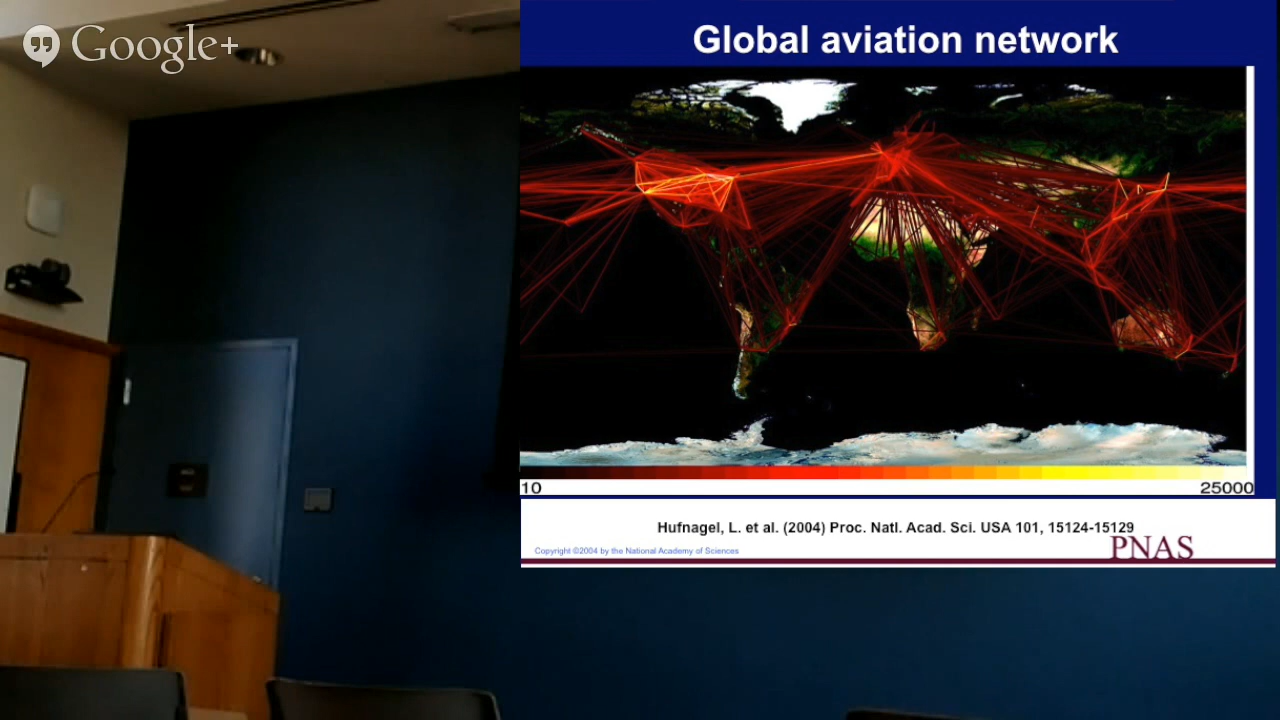 Google+
Global aviation network
10
25000
Hufnagel, L. et al. (2004) Proc. Natl. Acad. Sci. USA 101, 15124-15129
Copyright ©2004 by the National Academy of Sciences
PNAS